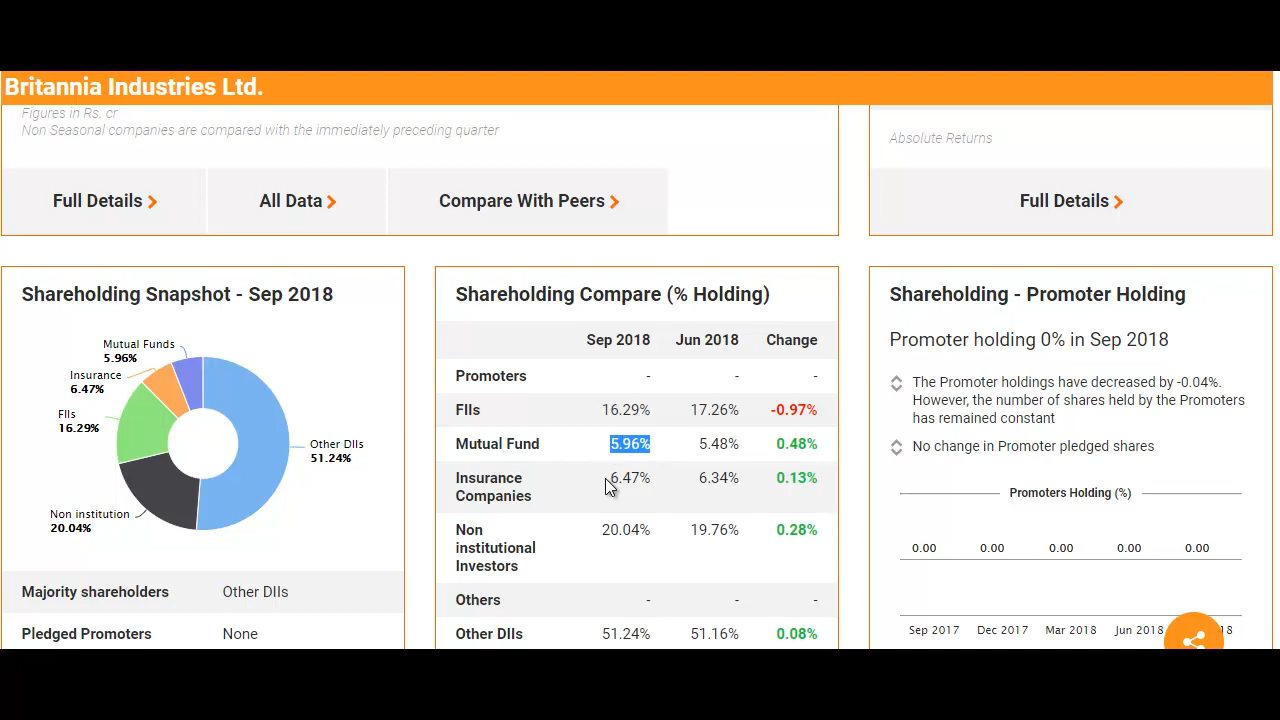 Britannia Industries Ltd.
Figures in Rs. cr
Non Seasonal companies are compared with the immediately preceding quarter
Absolute Returns
Full Details
All Data
Compare With Peers
Full Details
Shareholding Snapshot - Sep 2018
Mutual Funds
5.96%
Insurance
6.47%
FIIs
16.29%
Other DIIs
51.24%
Non institution
20.04%
Majority shareholders Other DIIs
Pledged Promoters None
Shareholding Compare (% Holding)
Sep 2018 Jun 2018 Change
Promoters - - -
FIIs 16.29% 17.26% -0.97%
Mutual Fund 5.96% 5.48% 0.48%
Insurance 6.47% 6.34% 0.13%
Companies
Non 20.04% 19.76% 0.28%
institutional
Investors
Others - - -
Other DIIs 51.24% 51.16% 0.08%
Shareholding - Promoter Holding
Promoter holding 0% in Sep 2018
The Promoter holdings have decreased by -0.04%.
However, the number of shares held by the Promoters
has remained constant
No change in Promoter pledged shares
Promoters Holding (%)
0.00 0.00 0.00 0.00 0.00
Sep 2017 Dec 2017 Mar 2018 Jun 2018 18